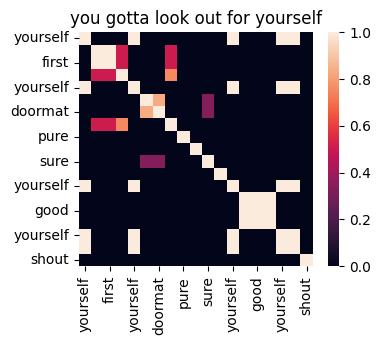 you gotta look out for yourself
yourself
first
yourself
doormat
pure
sure
yourself
good
yourself
shout
1.0
0.8
0.6
0.4
0.2
0.0
yourself
first
yourself
doormat
pure
sure
yourself
good
yourself
shout